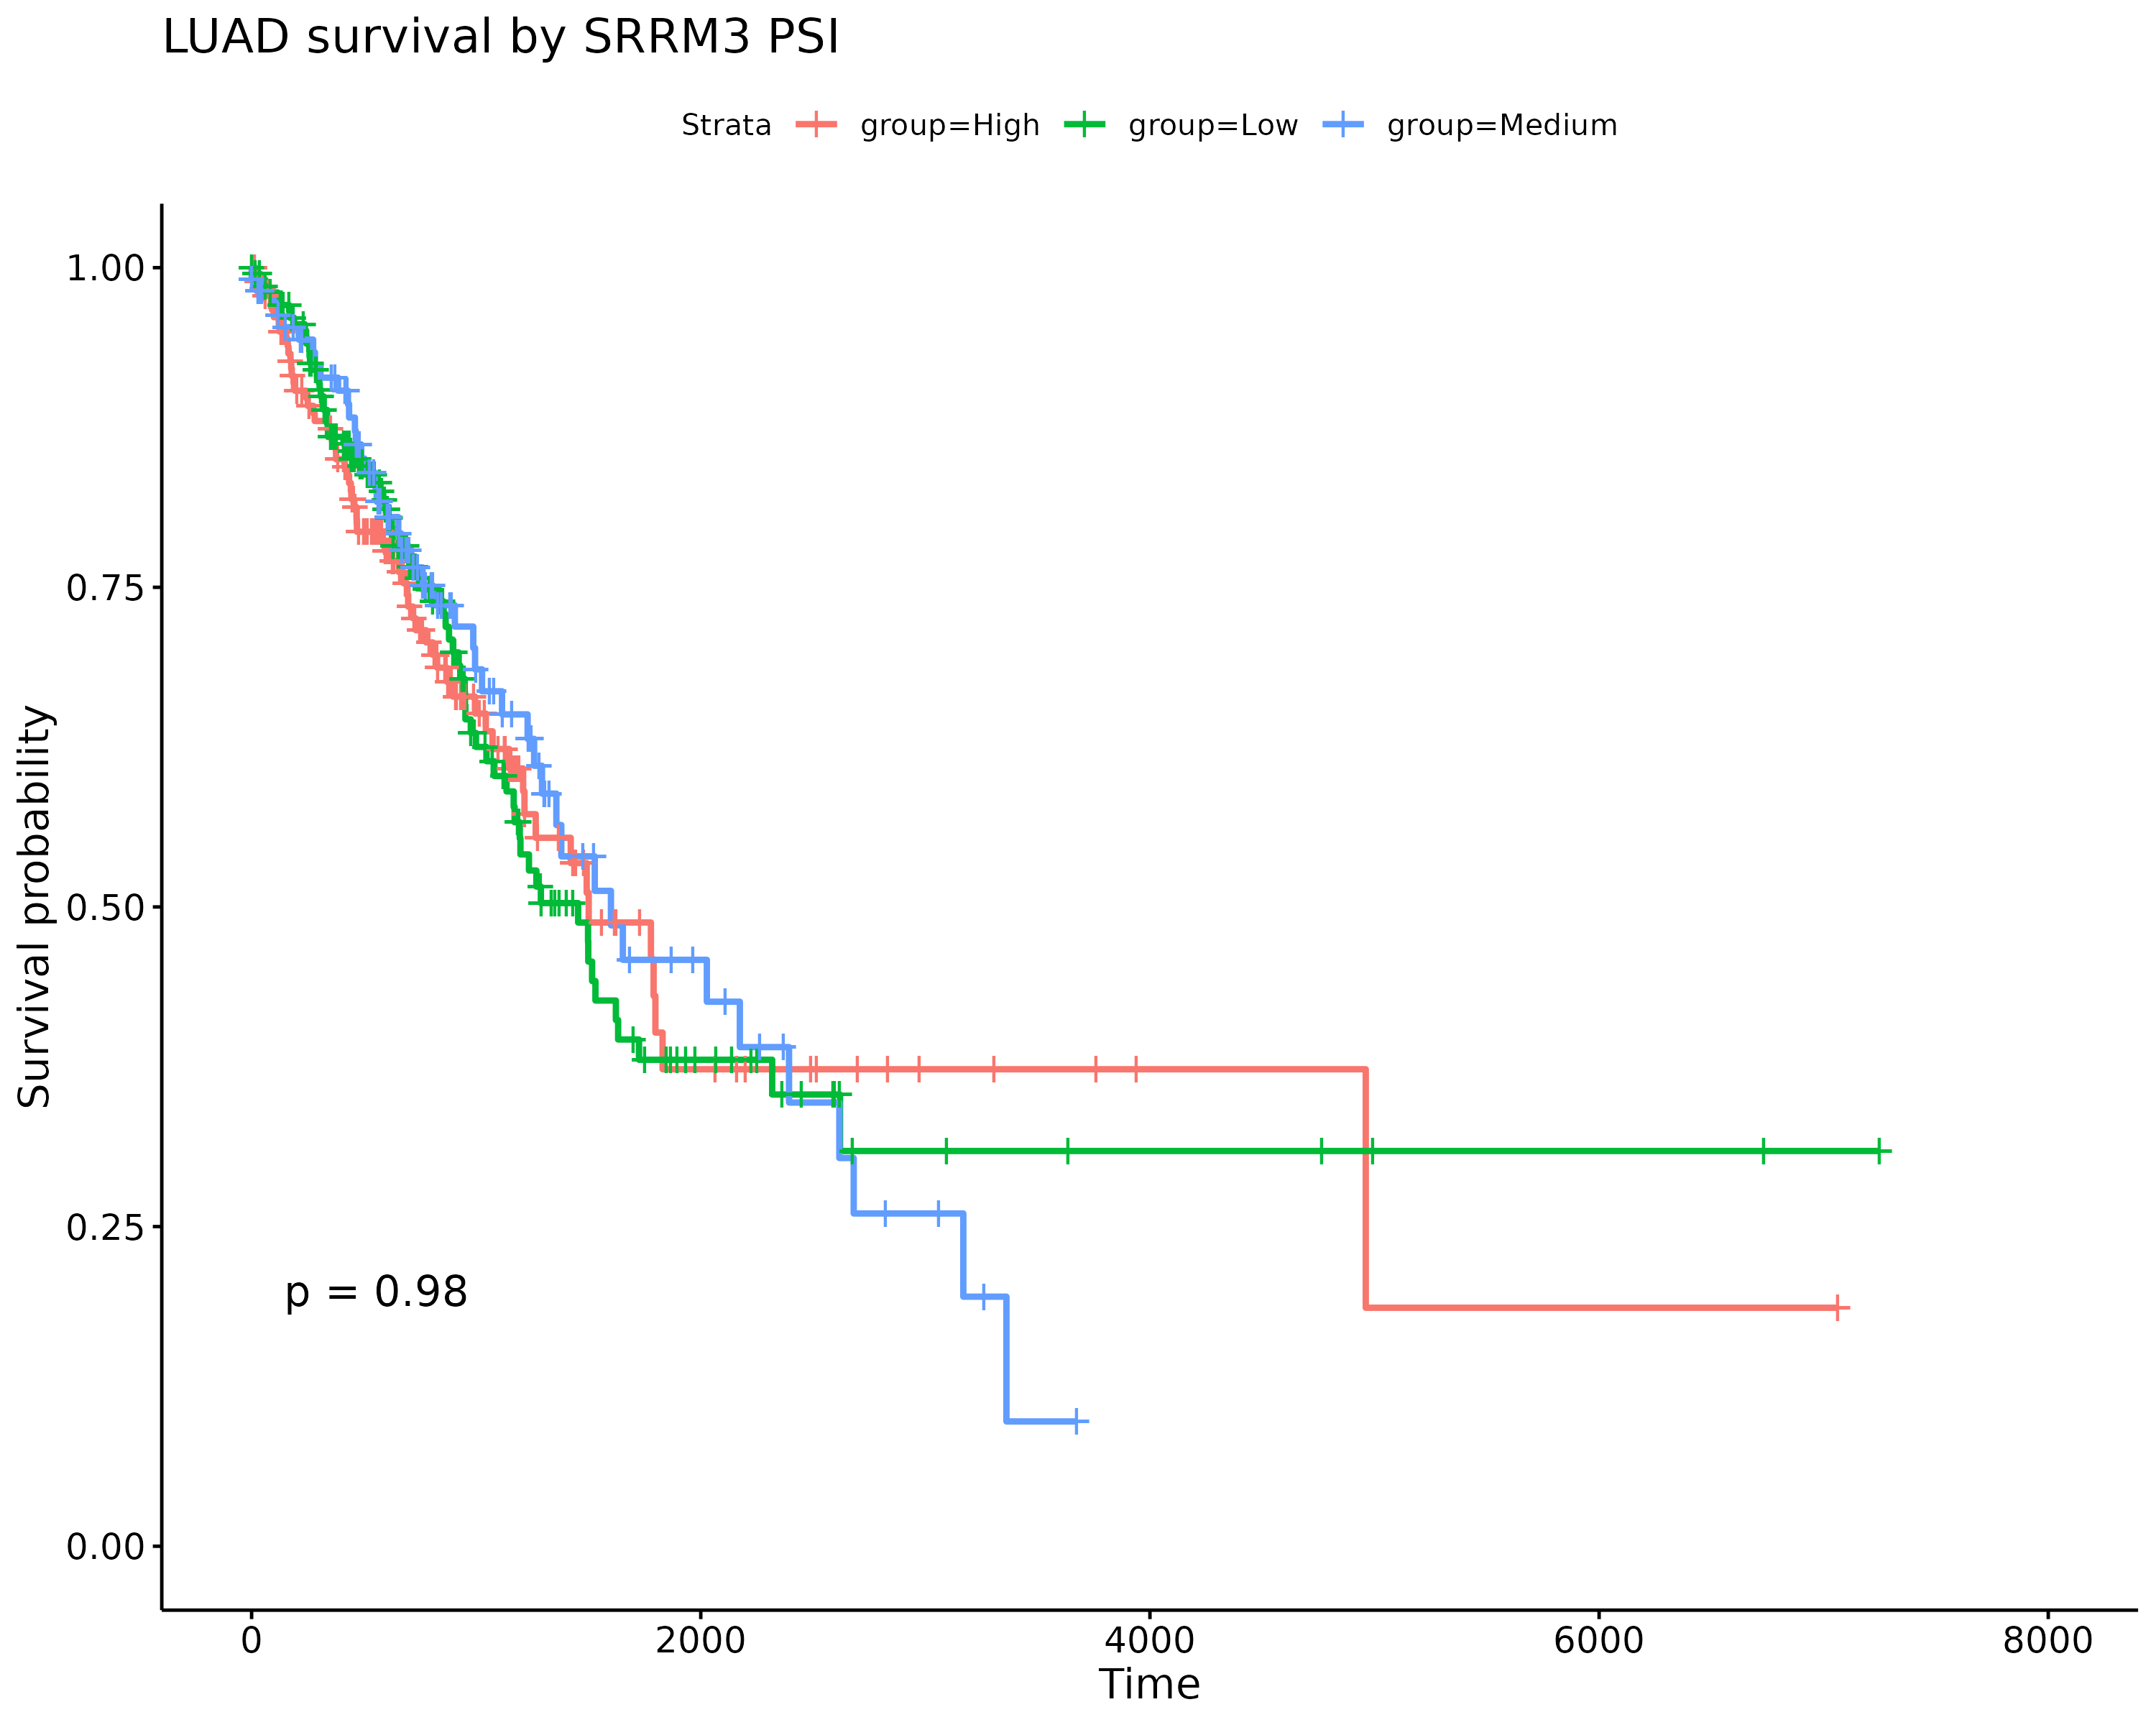 LUAD survival by SRRM3 PSI
Strata group=High group=Low group=Medium
Survival probability
1.00
0.75
0.50
0.25
0.00
p = 0.98
0 2000 4000 6000 8000
Time